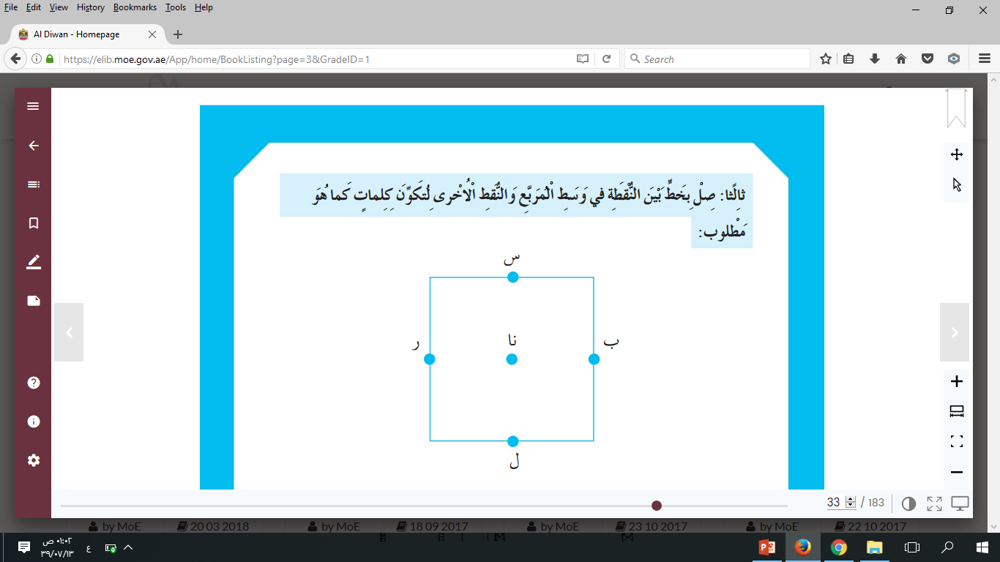 File Edit View History Bookmarks Tools Help
Al Diwan - Homepage
https://elib.moe.gov.ae/App/home/BookListing?page=3&GradeID=1
Search
ثالِثًا: صِلْ بِخَطٍّ بَيْنَ النُّقْطَةِ في وَسَطِ الْمُرَبَّعِ وَالنُّقَطِ الْأُخْرى لِتُكَوِّنَ كَلِماتٍ كَما هُوَ
مَطْلوب:
س
ب
نا
ر
ل
33 / 183
by MoE 20 03 2018 by MoE 18 09 2017 by MoE 23 10 2017 by MoE 22 10 2017
٠١:٠٢ ص
ع
٣٩/٠٧/١٣